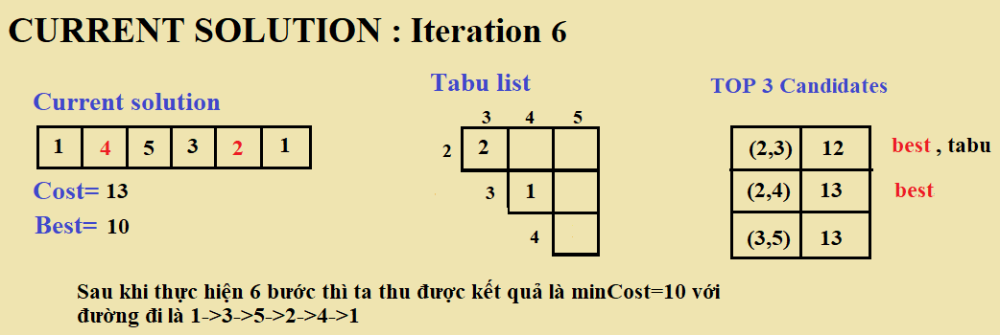 CURRENT SOLUTION : Iteration 6
Current solution
1 4 5 3 2 1
Cost= 13
Best= 10
Tabu list
3 4 5
2 2
3 1
4
TOP 3 Candidates
(2,3) 12 best , tabu
(2,4) 13 best
(3,5) 13
Sau khi thực hiện 6 bước thì ta thu được kết quả là minCost=10 với
đường đi là 1->3->5->2->4->1